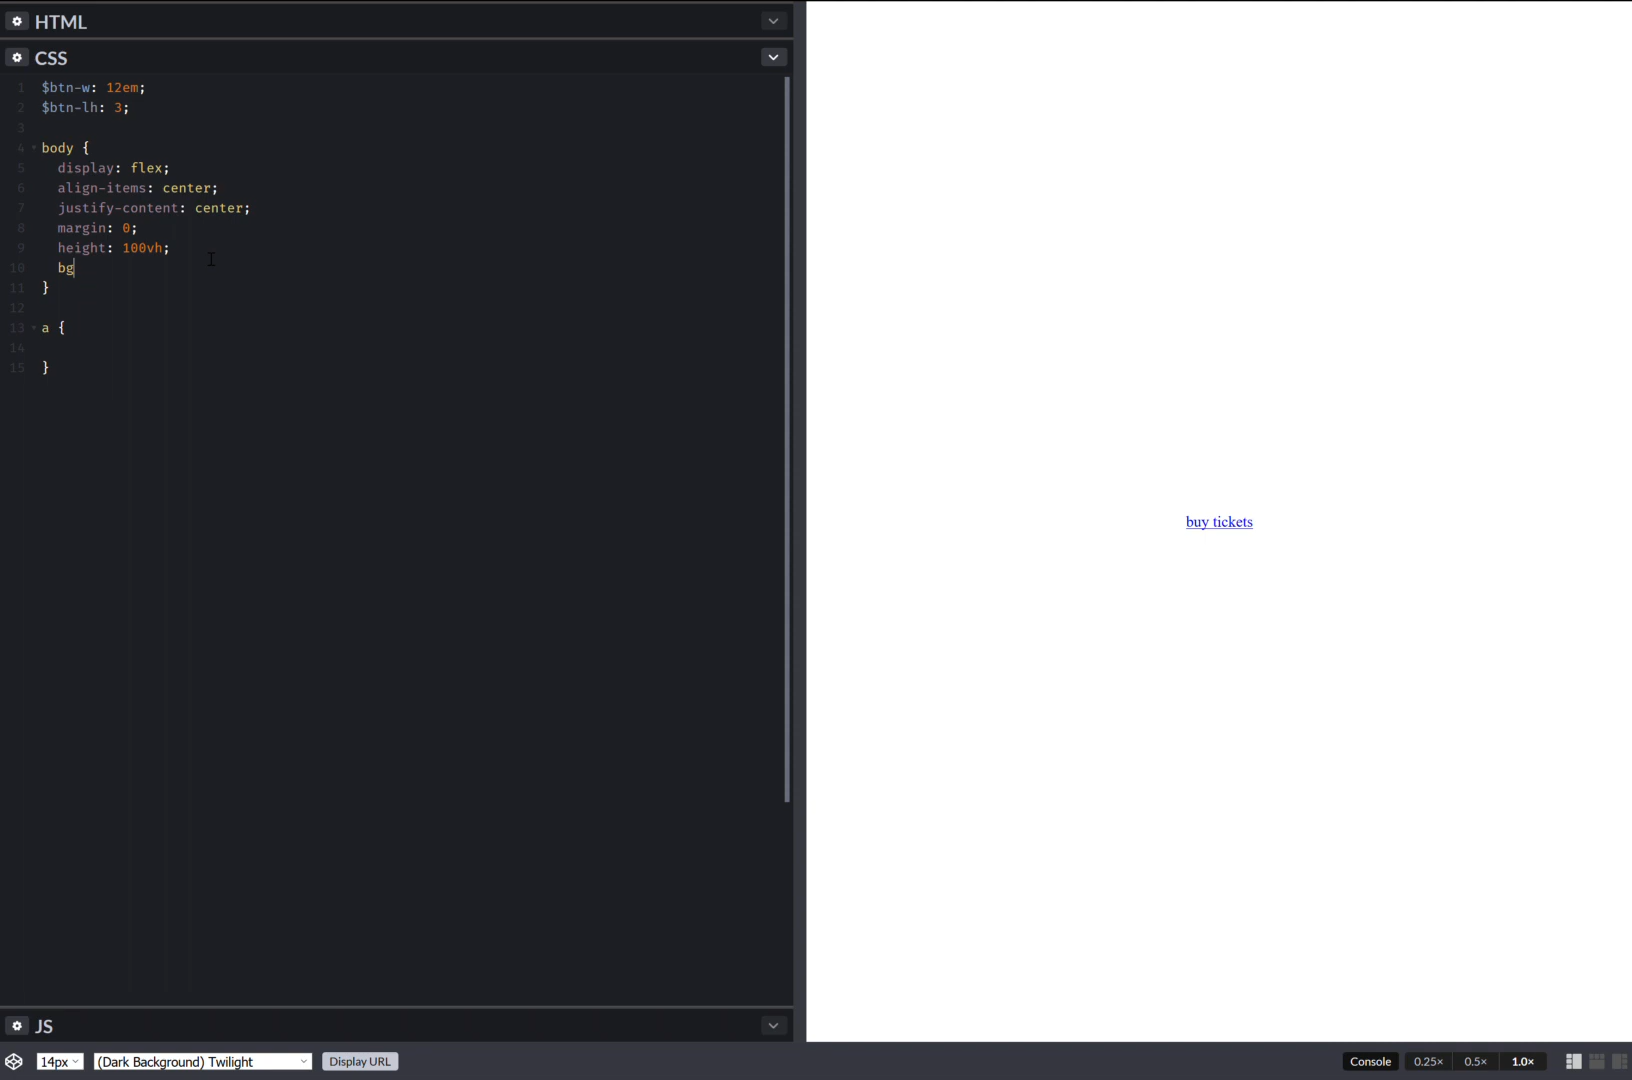 HTML
CSS
1 $btn-w: 12em;
2 $btn-lh: 3;
3
4 body {
5 display: flex;
6 align-items: center;
7 justify-content: center;
8 margin: 0;
9 height: 100vh;
10 bg
11 }
12
13 a {
14
15 }
buy tickets
JS
14px (Dark Background) Twilight Display URL Console 0.25× 0.5× 1.0×